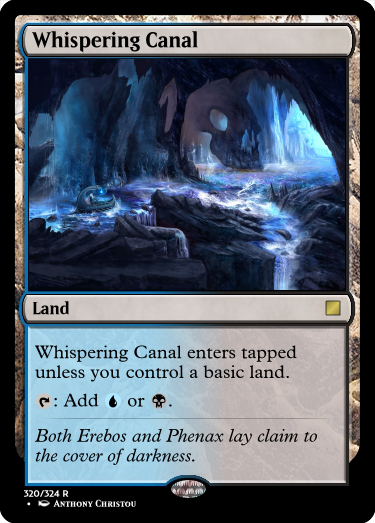 Whispering Canal
Land
Whispering Canal enters tapped
unless you control a basic land.
: Add or .
Both Erebos and Phenax lay claim to
the cover of darkness.
320/324 R
• Anthony Christou